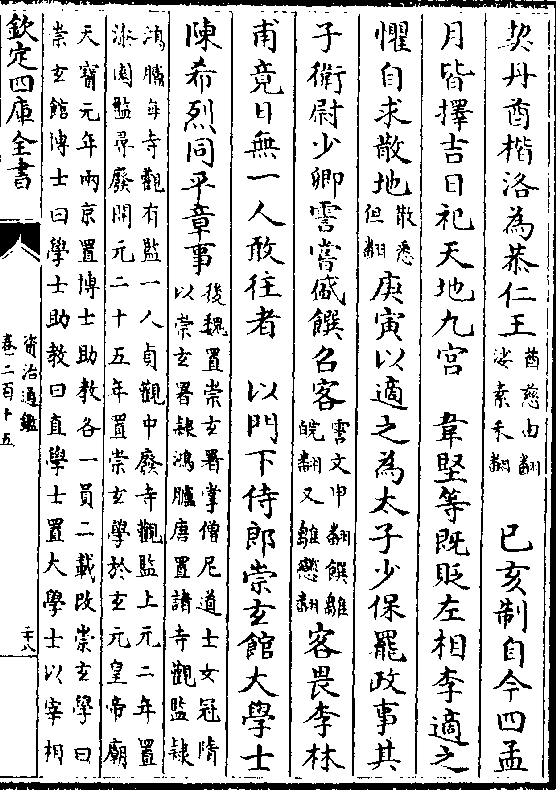 契丹酋楷洛為恭仁王酋慈由翻娑素禾翻　己亥制自今四孟
月皆擇吉日祀天地九宫　韋堅等既貶左相李適之
懼自求散地散悉但翻庚寅以適之為太子少保罷政事其
子衛尉少卿霅嘗盛饌召客霅丈甲翻饌雛皖翻又雛戀翻客畏李林
甫竟日無一人敢往者　以門下侍郎崇玄館大學士
陳希烈同平章事後魏置崇玄署掌僧尼道士女冠隋以崇玄署隸鴻臚唐置諸寺觀監隸
鴻臚每寺觀有監一人貞觀中廢寺觀監上元二年置
漆園監尋廢開元二十五年置崇玄學於玄元皇帝廟
天寶元年兩京置博士助教各一員二載改崇玄學曰
崇玄館博士曰學士助教曰直學士置大學士以宰相
欽定四庫全書
資治通鑑
卷二百十五
二十八